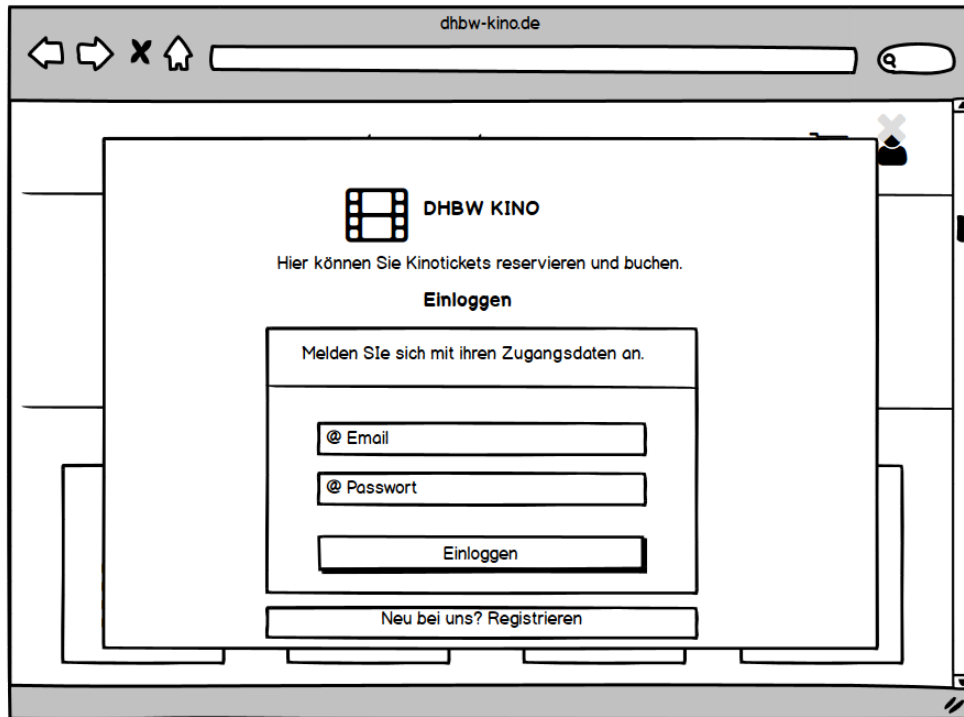 dhbw-kino.de
DHBW KINO
Hier können Sie Kinotickets reservieren und buchen.
Einloggen
Melden SIe sich mit ihren Zugangsdaten an.
@ Email
@ Passwort
Einloggen
Neu bei uns? Registrieren